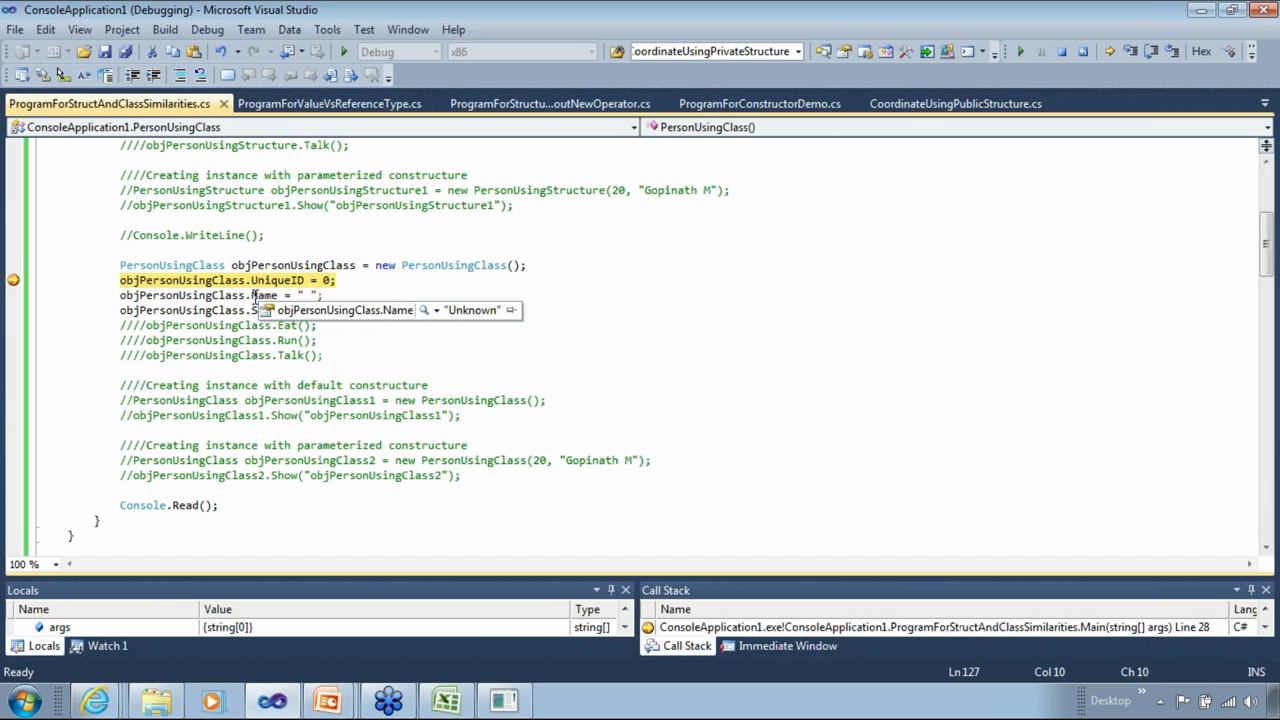 ConsoleApplication1 (Debugging) - Microsoft Visual Studio
File Edit View Project Build Debug Team Data Tools Test Window Help
Debug x86 oordinateUsingPrivateStructure Hex
ProgramForStructAndClassSimilarities.cs ProgramForValueVsReferenceType.cs ProgramForStructu...outNewOperator.cs ProgramForConstructorDemo.cs CoordinateUsingPublicStructure.cs
ConsoleApplication1.PersonUsingClass PersonUsingClass()
////objPersonUsingStructure.Talk();
////Creating instance with parameterized constructure
//PersonUsingStructure objPersonUsingStructure1 = new PersonUsingStructure(20, "Gopinath M");
//objPersonUsingStructure1.Show("objPersonUsingStructure1");
//Console.WriteLine();
PersonUsingClass objPersonUsingClass = new PersonUsingClass();
objPersonUsingClass.UniqueID = 0;
objPersonUsingClass.Name = " ";
objPersonUsingClass.S objPersonUsingClass.Name "Unknown"
////objPersonUsingClass.Eat();
////objPersonUsingClass.Run();
////objPersonUsingClass.Talk();
////Creating instance with default constructure
//PersonUsingClass objPersonUsingClass1 = new PersonUsingClass();
//objPersonUsingClass1.Show("objPersonUsingClass1");
////Creating instance with parameterized constructure
//PersonUsingClass objPersonUsingClass2 = new PersonUsingClass(20, "Gopinath M");
//objPersonUsingClass2.Show("objPersonUsingClass2");
Console.Read();
}
}
100 %
Locals Call Stack
Name Value Type Name Lang
args {string[0]} string[] ConsoleApplication1.exe!ConsoleApplication1.ProgramForStructAndClassSimilarities.Main(string[] args) Line 28 C#
Locals Watch 1 Call Stack Immediate Window
Ready Ln 127 Col 10 Ch 10 INS
Desktop